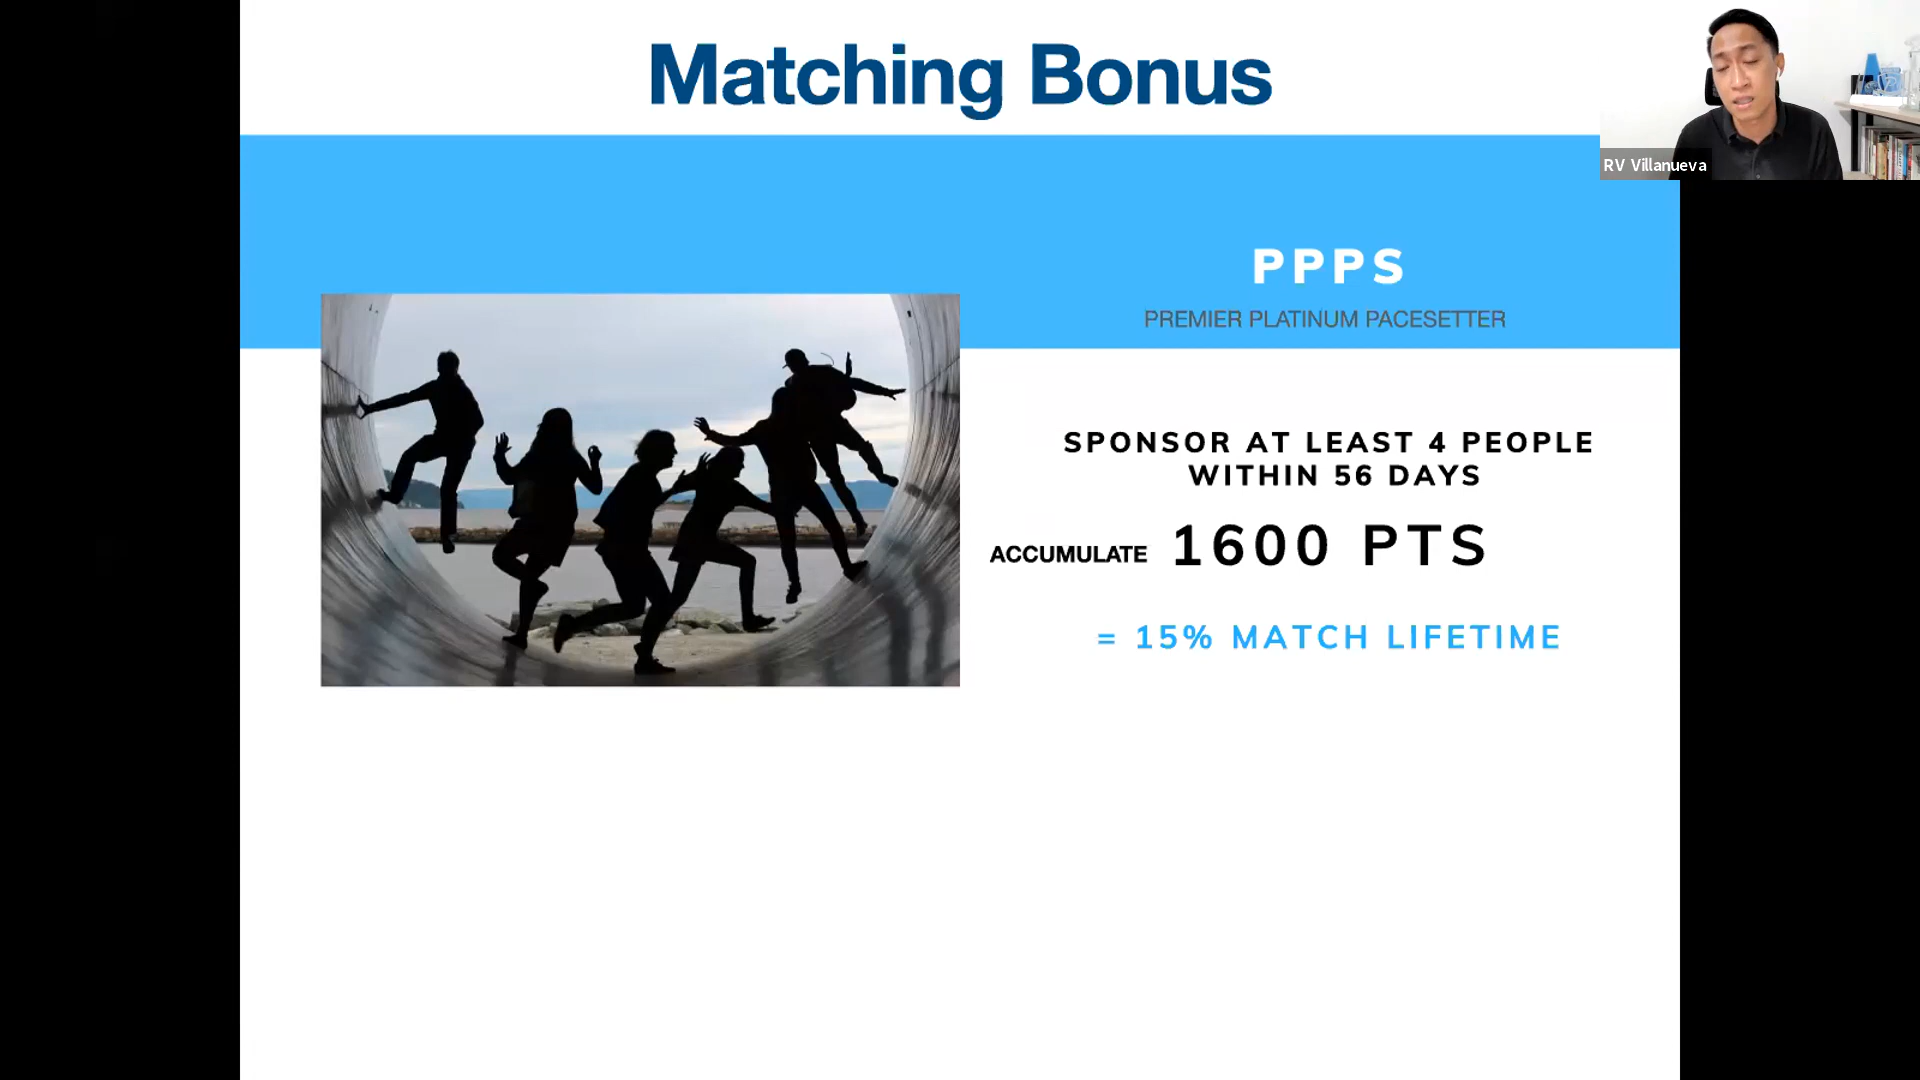 Matching Bonus
RV Villanueva
PPPS
PREMIER PLATINUM PACESETTER
SPONSOR AT LEAST 4 PEOPLE
WITHIN 56 DAYS
ACCUMULATE 1600 PTS
= 15% MATCH LIFETIME